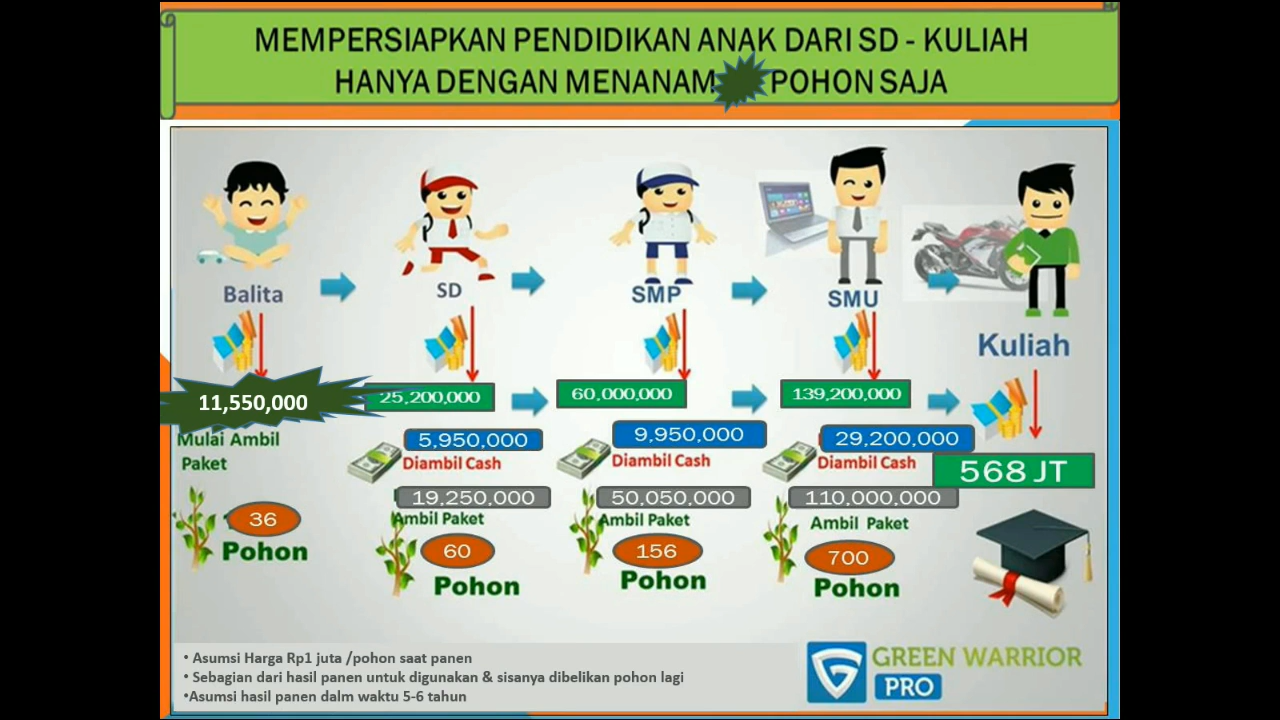 MEMPERSIAPKAN PENDIDIKAN ANAK DARI SD - KULIAH
HANYA DENGAN MENANAM POHON SAJA
Balita
SD
SMP
SMU
Kuliah
11,550,000
25,200,000
60,000,000
139,200,000
568 JT
Mulai Ambil
Paket
36
Pohon
5,950,000
Diambil Cash
19,250,000
Ambil Paket
60
Pohon
9,950,000
Diambil Cash
50,050,000
Ambil Paket
156
Pohon
29,200,000
Diambil Cash
110,000,000
Ambil Paket
700
Pohon
• Asumsi Harga Rp1 juta /pohon saat panen
• Sebagian dari hasil panen untuk digunakan & sisanya dibelikan pohon lagi
•Asumsi hasil panen dalm waktu 5-6 tahun
GREEN WARRIOR
PRO